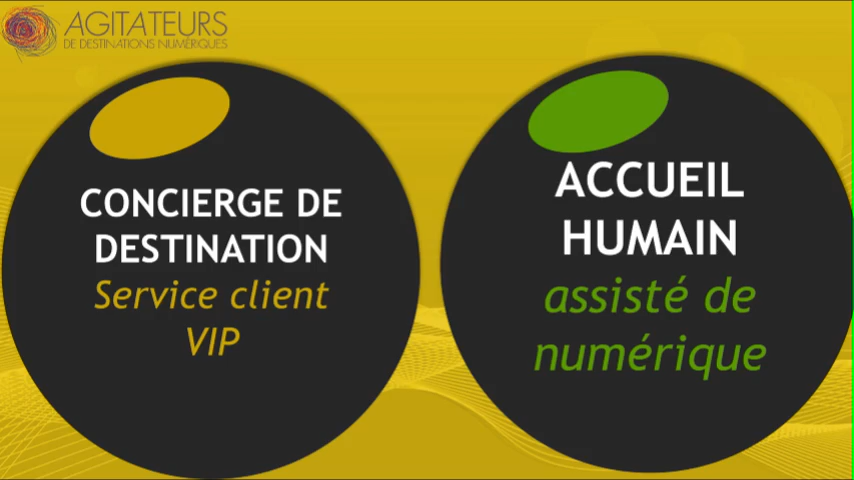 AGITATEURS
DE DESTINATIONS NUMÉRIQUES
CONCIERGE DE
DESTINATION
Service client
VIP
ACCUEIL
HUMAIN
assisté de
numérique